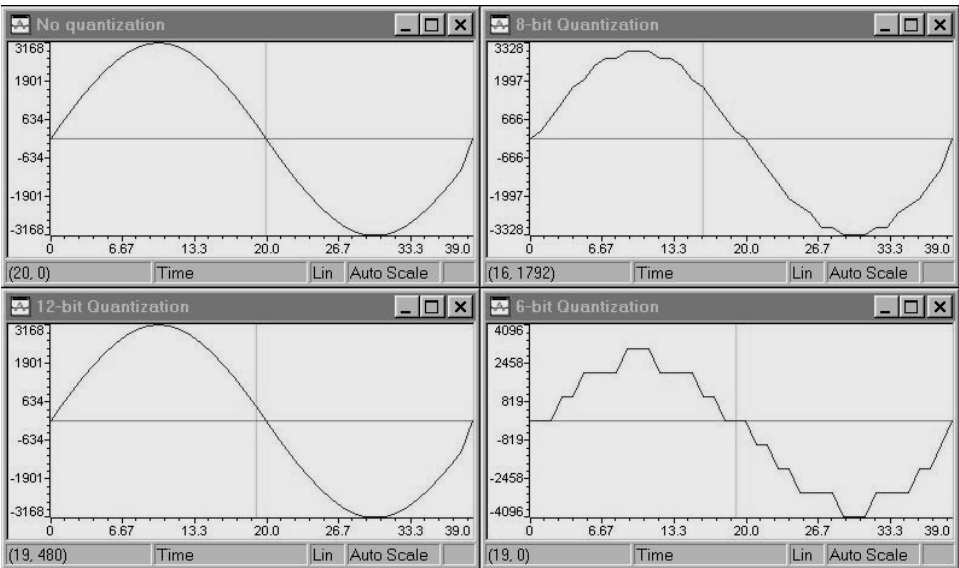 No quantization
3168
1901
634
-634
-1901
-3168
0 6.67 13.3 20.0 26.7 33.3 39.0
(20, 0) Time Lin Auto Scale
8-bit Quantization
3328
1997
666
-666
-1997
-3328
0 6.67 13.3 20.0 26.7 33.3 39.0
(16, 1792) Time Lin Auto Scale
12-bit Quantization
3168
1901
634
-634
-1901
-3168
0 6.67 13.3 20.0 26.7 33.3 39.0
(19, 480) Time Lin Auto Scale
6-bit Quantization
4096
2458
819
-819
-2458
-4096
0 6.67 13.3 20.0 26.7 33.3 39.0
(19, 0) Time Lin Auto Scale